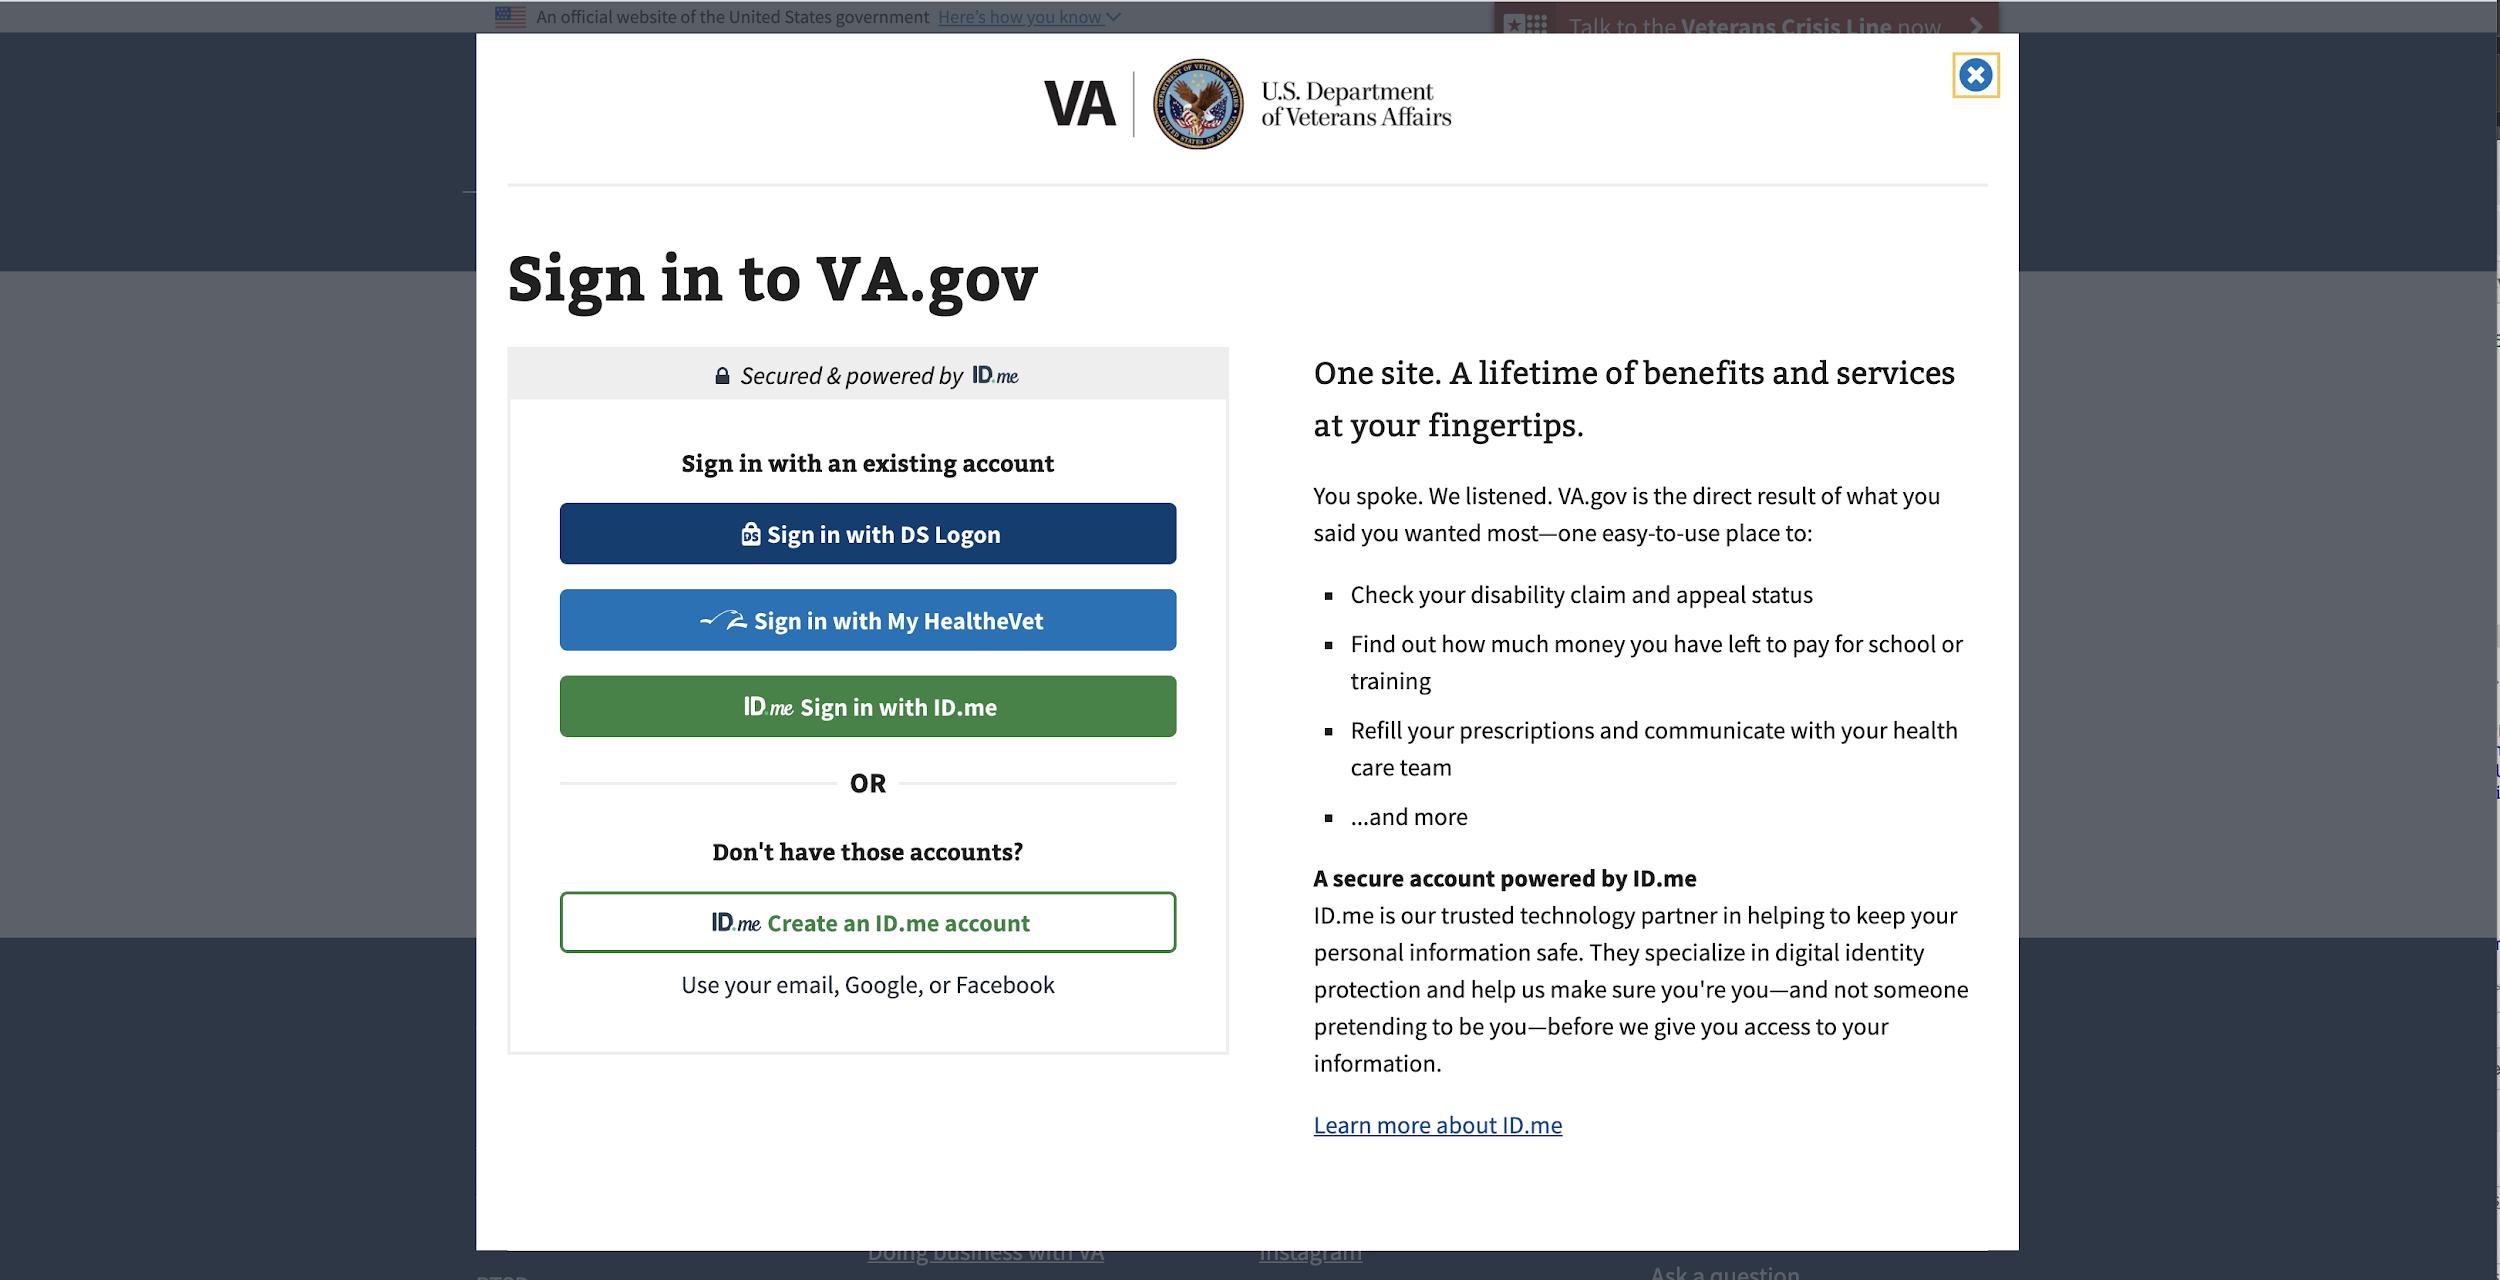 An official website of the United States government Here's how you know
Talk to the Veterans Crisis Line now
VA
U.S. Department
of Veterans Affairs
Sign in to VA.gov
Secured & powered by ID.me
Sign in with an existing account
DS Sign in with DS Logon
Sign in with My HealtheVet
ID.me Sign in with ID.me
OR
Don't have those accounts?
ID.me Create an ID.me account
Use your email, Google, or Facebook
One site. A lifetime of benefits and services
at your fingertips.
You spoke. We listened. VA.gov is the direct result of what you
said you wanted most—one easy-to-use place to:
Check your disability claim and appeal status
Find out how much money you have left to pay for school or
training
Refill your prescriptions and communicate with your health
care team
...and more
A secure account powered by ID.me
ID.me is our trusted technology partner in helping to keep your
personal information safe. They specialize in digital identity
protection and help us make sure you're you—and not someone
pretending to be you—before we give you access to your
information.
Learn more about ID.me
Doing business with VA
Instagram
Ask a question